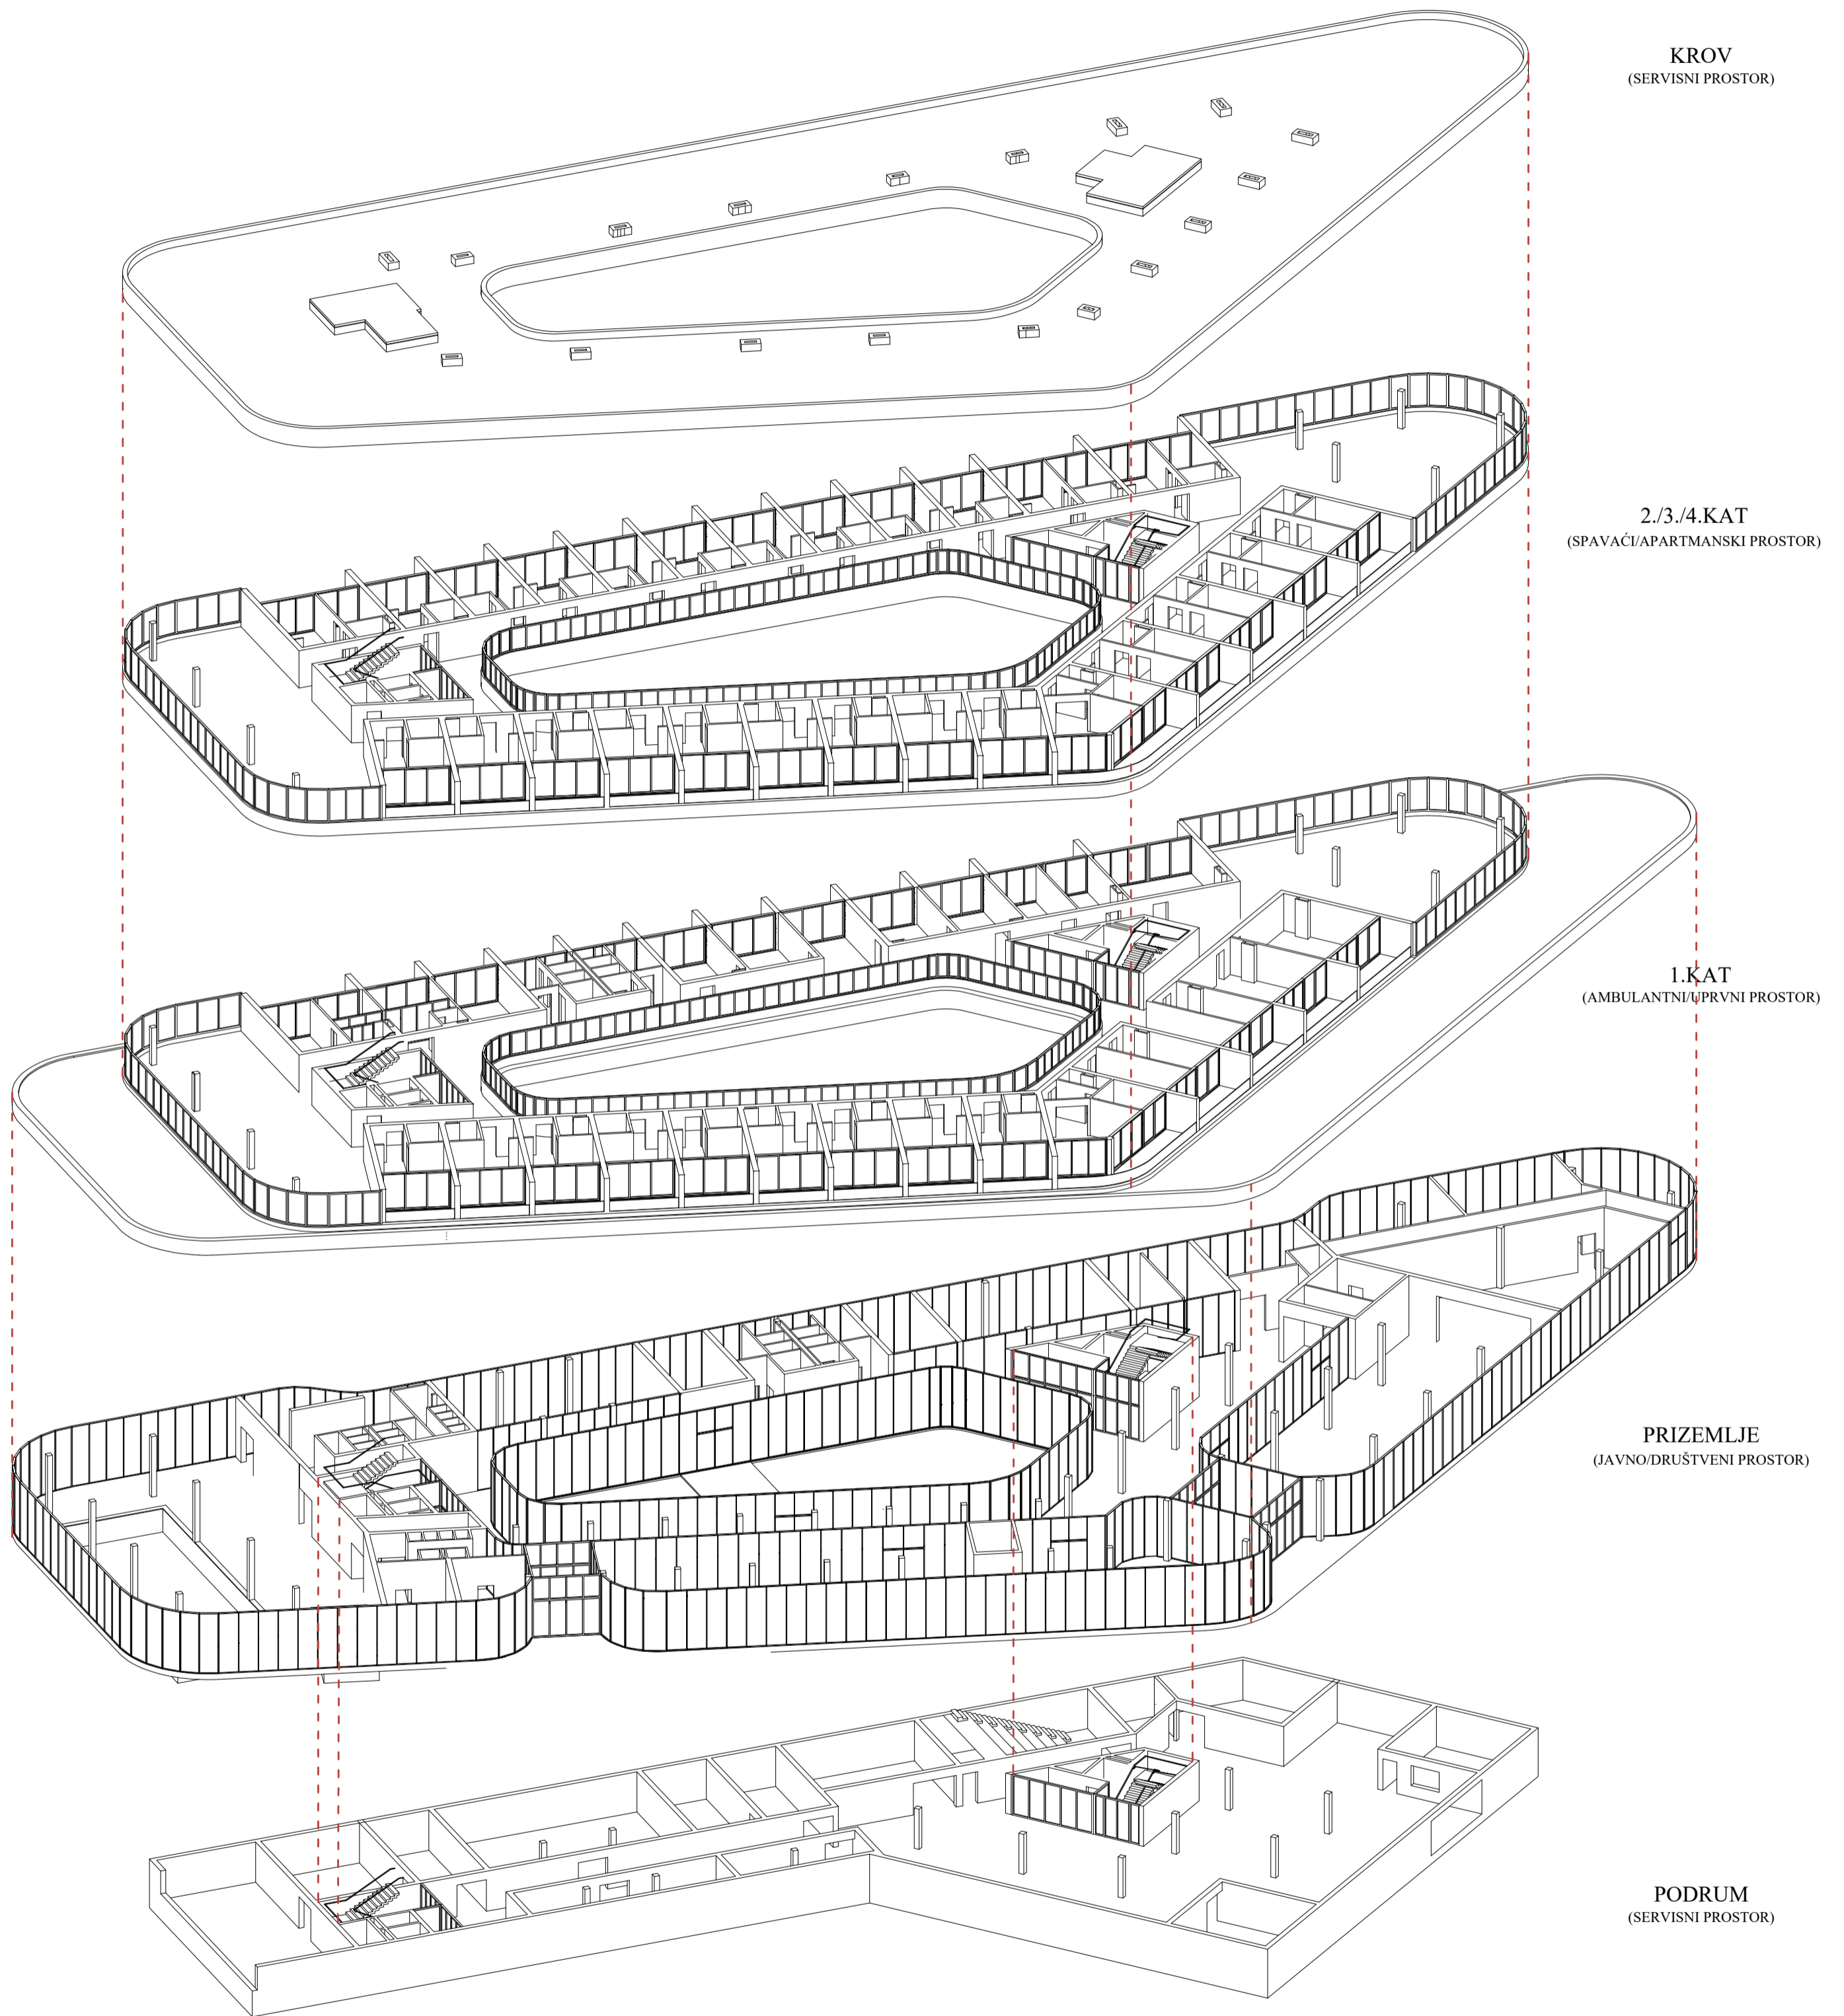 KROV
(SERVISNI PROSTOR)
2./3./4.KAT
(SPAVAĆI/APARTMANSKI PROSTOR)
1.KAT
(AMBULANTNI/UPRVNI PROSTOR)
PRIZEMLJE
(JAVNO/DRUŠTVENI PROSTOR)
PODRUM
(SERVISNI PROSTOR)